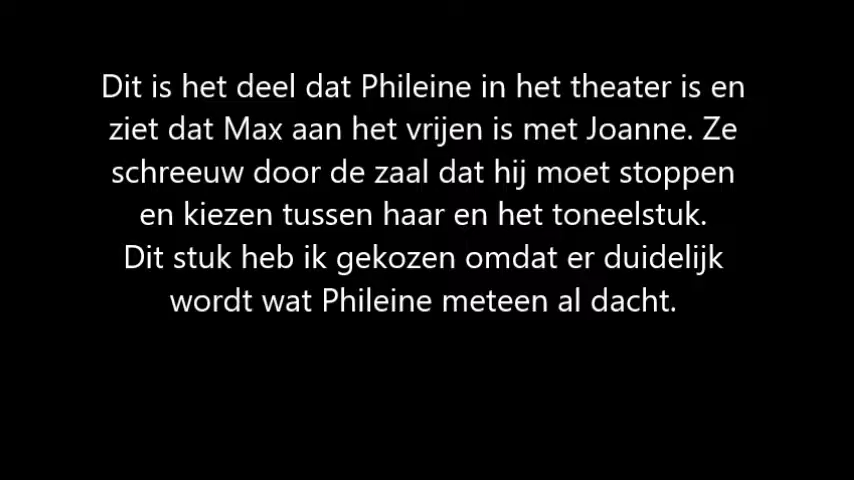 Dit is het deel dat Phileine in het theater is en
ziet dat Max aan het vrijen is met Joanne. Ze
schreeuw door de zaal dat hij moet stoppen
en kiezen tussen haar en het toneelstuk.
Dit stuk heb ik gekozen omdat er duidelijk
wordt wat Phileine meteen al dacht.